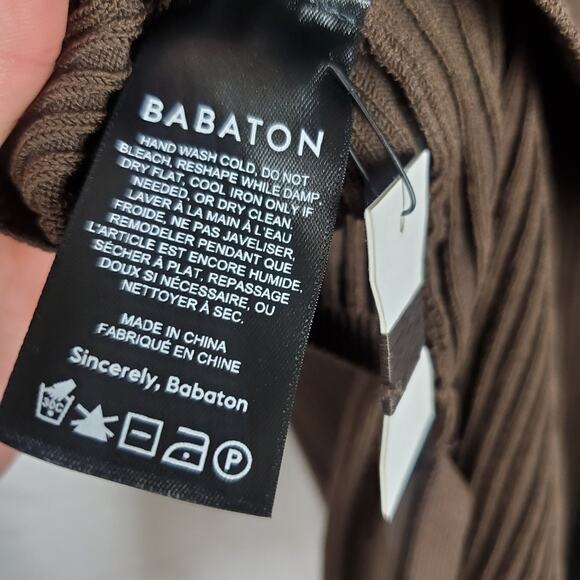 BABATON
HAND WASH COLD, DO NOT
BLEACH, RESHAPE WHILE DAMP
DRY FLAT, COOL IRON ONLY IF
NEEDED, OR DRY CLEAN.
LAVER À LA MAIN À L'EAU
FROIDE, NE PAS JAVELISER,
REMODELER PENDANT QUE
L'ARTICLE EST ENCORE HUMIDE,
SÉCHER À PLAT, REPASSAGE
DOUX SI NÉCESSAIRE, OU
NETTOYER À SEC.
MADE IN CHINA
FABRIQUÉ EN CHINE
Sincerely, Babaton
P